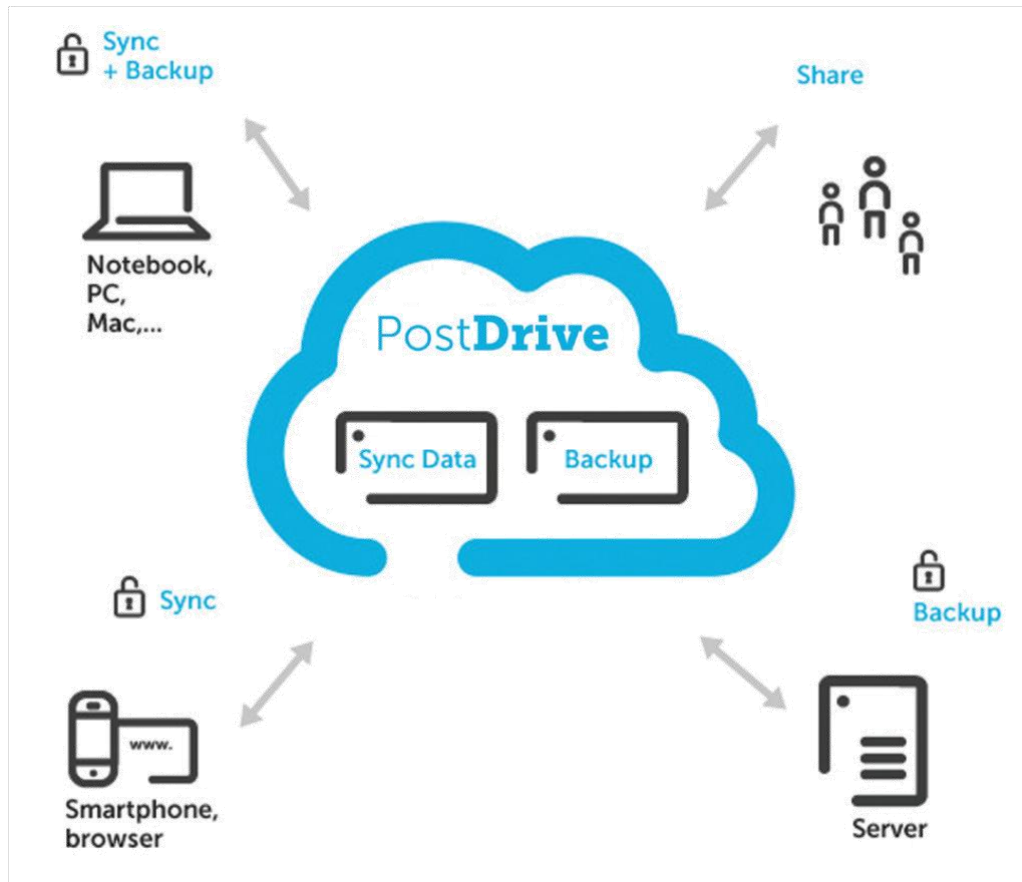 Sync
+ Backup
Share
Notebook,
PC,
Mac,...
PostDrive
Sync Data
Backup
Sync
Backup
www.
Smartphone,
browser
Server